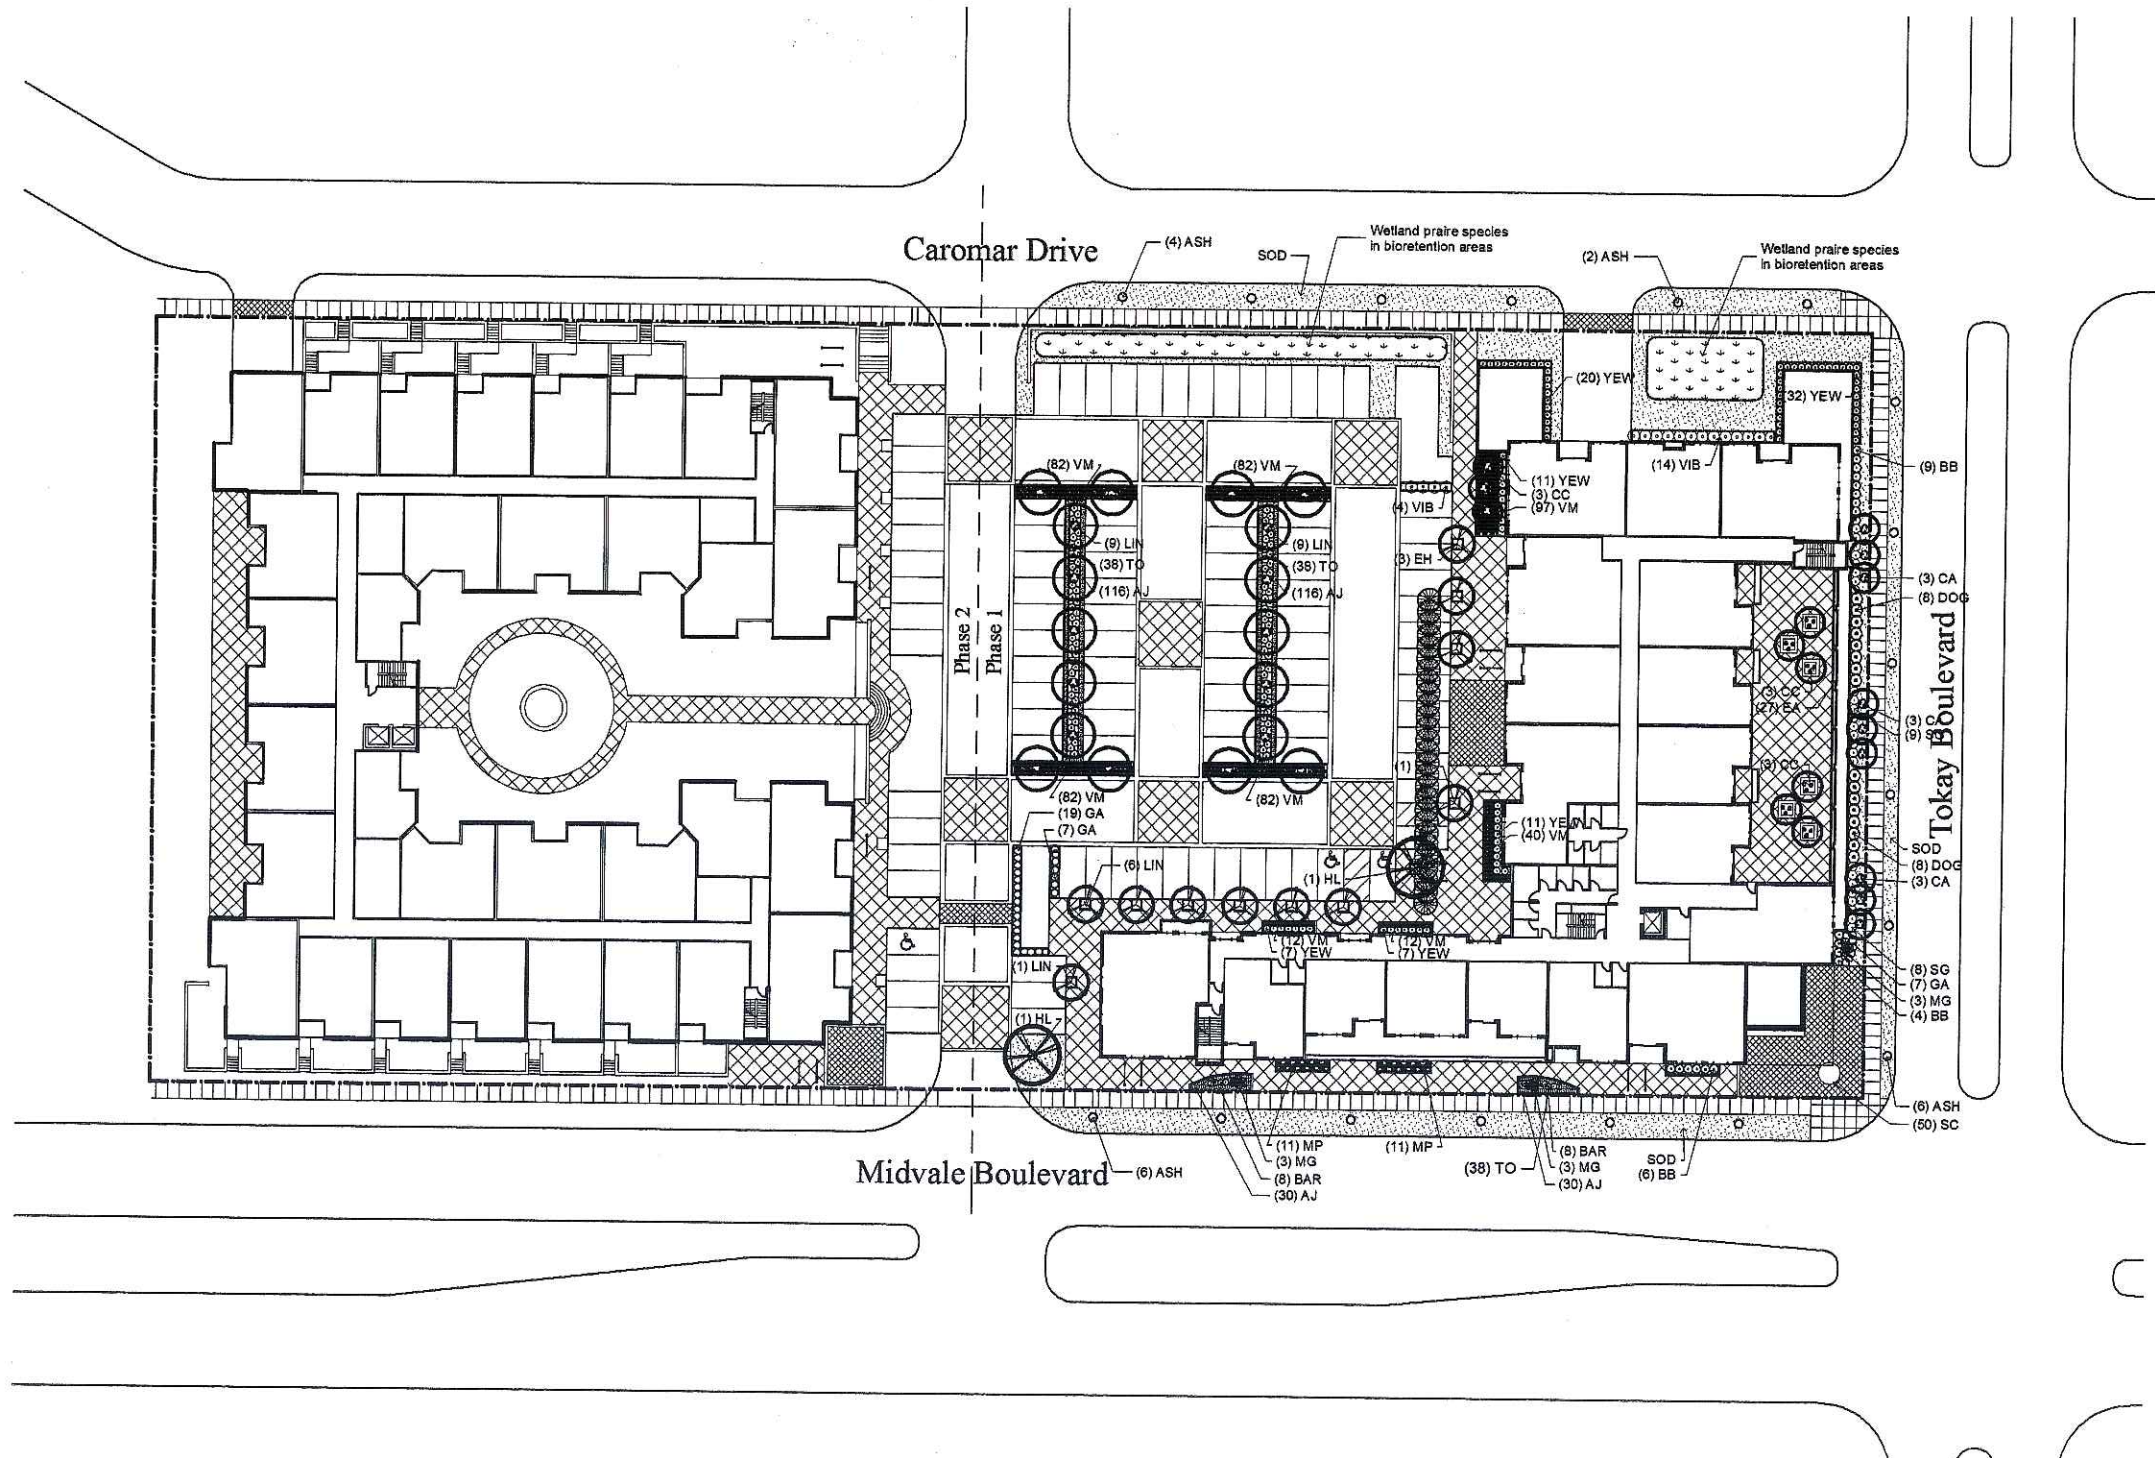 Caromar Drive
(4) ASH
SOD
Wetland praire species
in bioretention areas
(2) ASH
Wetland praire species
in bioretention areas
(20) YEW
(32) YEW
(82) VM
(82) VM
(14) VIB
(9) BB
(11) YEW
(3) CC
(97) VM
(4) VIB
(9) LIN
(38) TO
(116) AJ
(9) LIN
(38) TO
(116) AJ
(3) EH
(3) CA
(8) DOG
Phase 2
Phase 1
(3) CC
(27) EA
(3) CA
Tokay Boulevard
(3) CC
(1)
(82) VM
(82) VM
(19) GA
(7) GA
(11) YEW
(40) VM
SOD
(8) DOG
(3) CA
(6) LIN
(1) HL
(12) VM
(7) YEW
(12) VM
(7) YEW
(1) LIN
(8) SG
(7) GA
(3) MG
(4) BB
(1) HL
(6) ASH
(50) SC
Midvale Boulevard
(6) ASH
(11) MP
(3) MG
(8) BAR
(30) AJ
(11) MP
(38) TO
(8) BAR
(3) MG
(30) AJ
SOD
(6) BB